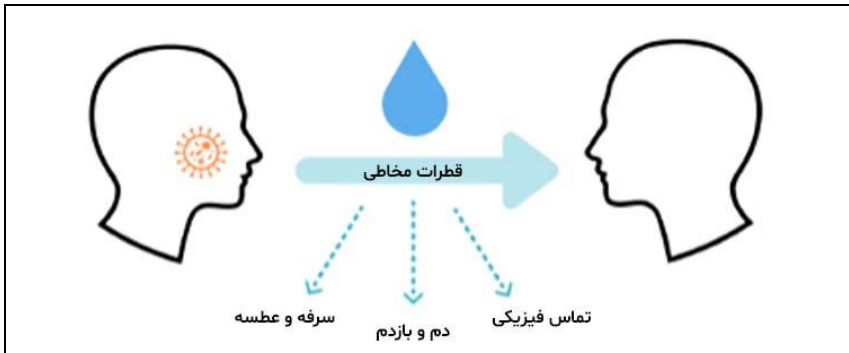 قطرات مخاطی
تماس فیزیکی
دم و بازدم
سرفه و عطسه